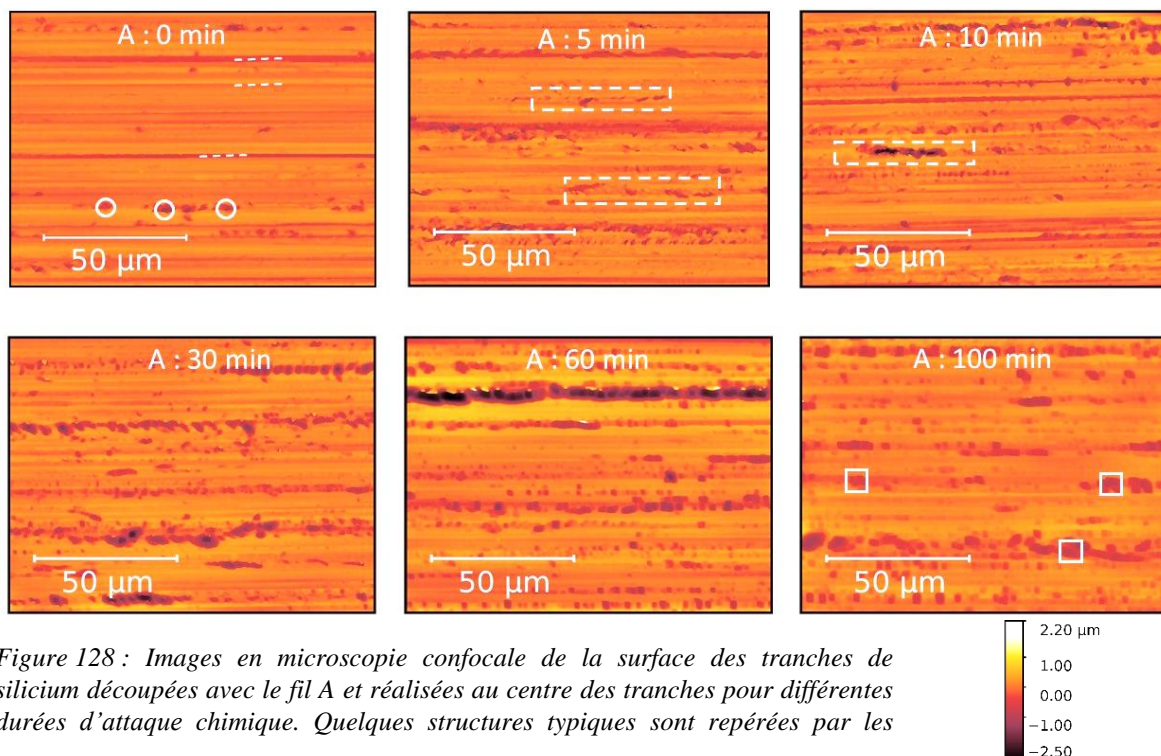 A : 0 min
A : 5 min
A : 10 min
50 μm
50 μm
50 μm
A : 30 min
A : 60 min
A : 100 min
50 μm
50 μm
50 μm
Figure 128 : Images en microscopie confocale de la surface des tranches de
silicium découpées avec le fil A et réalisées au centre des tranches pour différentes
durées d'attaque chimique. Quelques structures typiques sont repérées par les
2.20 μm
1.00
0.00
−1.00
−2.50